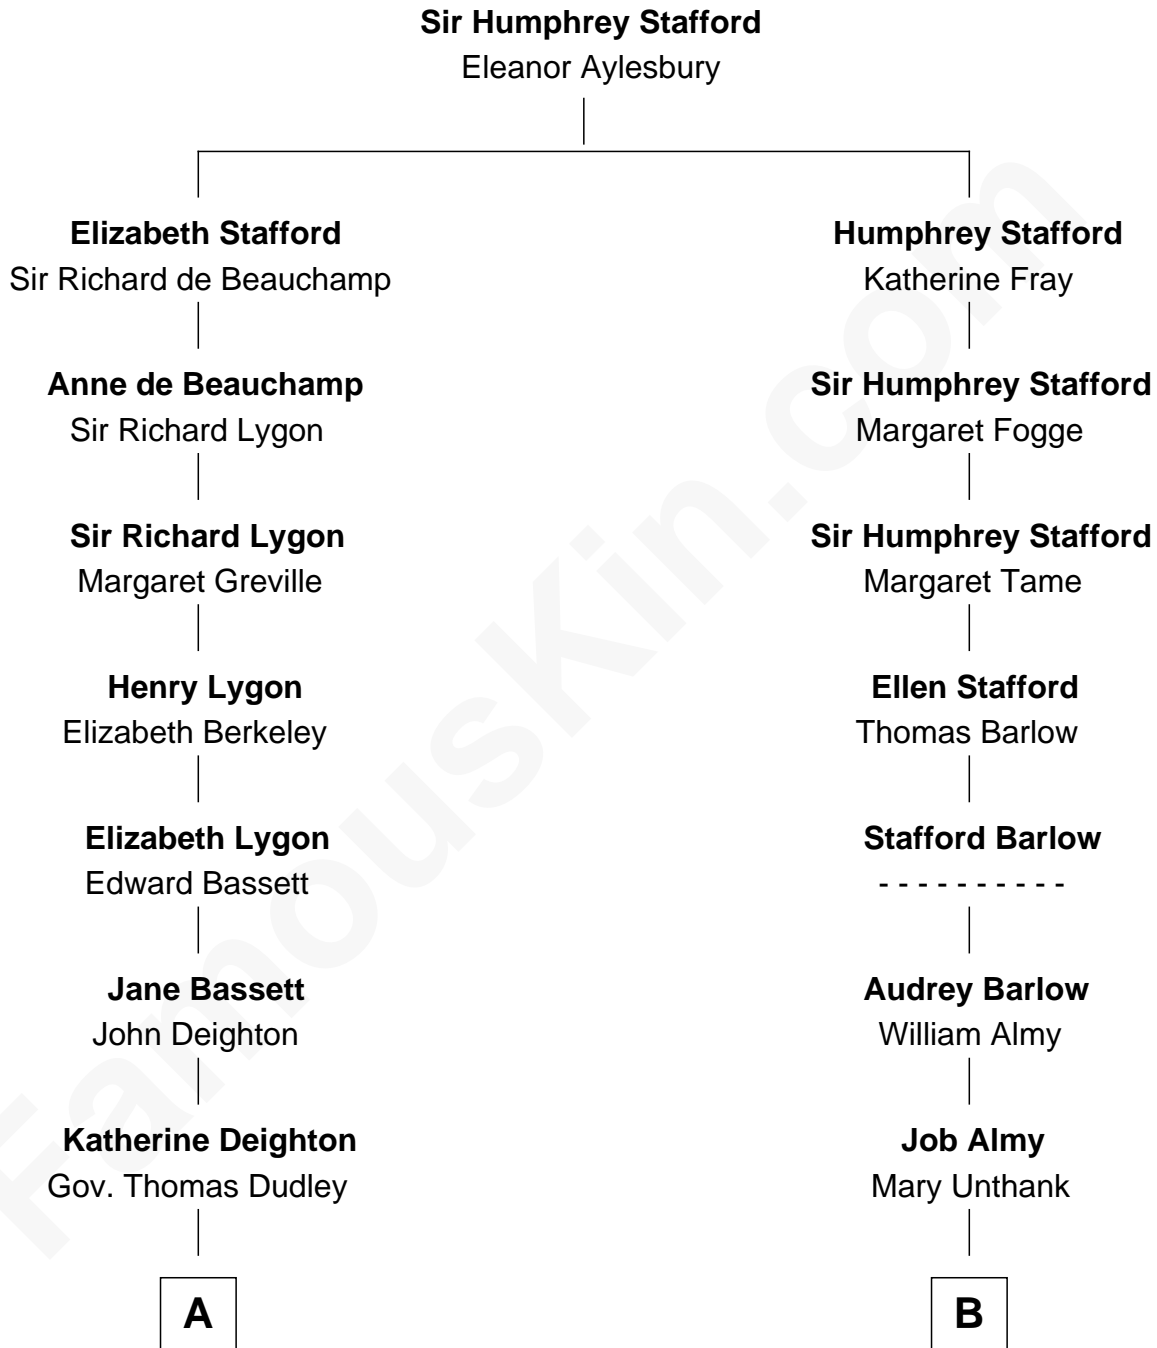 Sir Humphrey Stafford
Eleanor Aylesbury
Elizabeth Stafford
Sir Richard de Beauchamp
Anne de Beauchamp
Sir Richard Lygon
Sir Richard Lygon
Margaret Greville
Henry Lygon
Elizabeth Berkeley
Elizabeth Lygon
Edward Bassett
Jane Bassett
John Deighton
Katherine Deighton
Gov. Thomas Dudley
A
Humphrey Stafford
Katherine Fray
Sir Humphrey Stafford
Margaret Fogge
Sir Humphrey Stafford
Margaret Tame
Ellen Stafford
Thomas Barlow
Stafford Barlow
- - - - - - - - - -
Audrey Barlow
William Almy
Job Almy
Mary Unthank
B
FamousKin.com